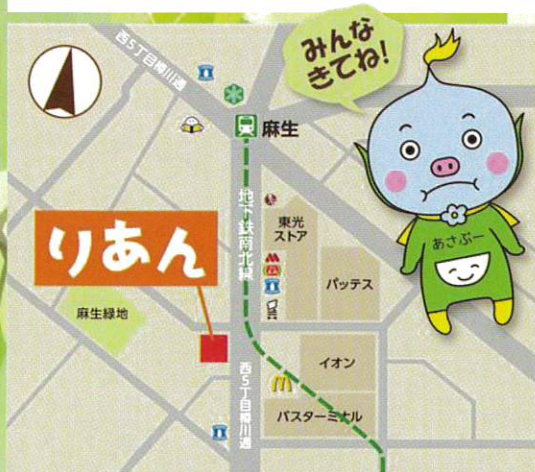 みんな
きてね!
西5丁目樽川通
麻生
地下鉄南北線
東光
ストア
りあん
あさぷー
バッテス
麻生緑地
イオン
西5丁目樽川通
バスターミナル